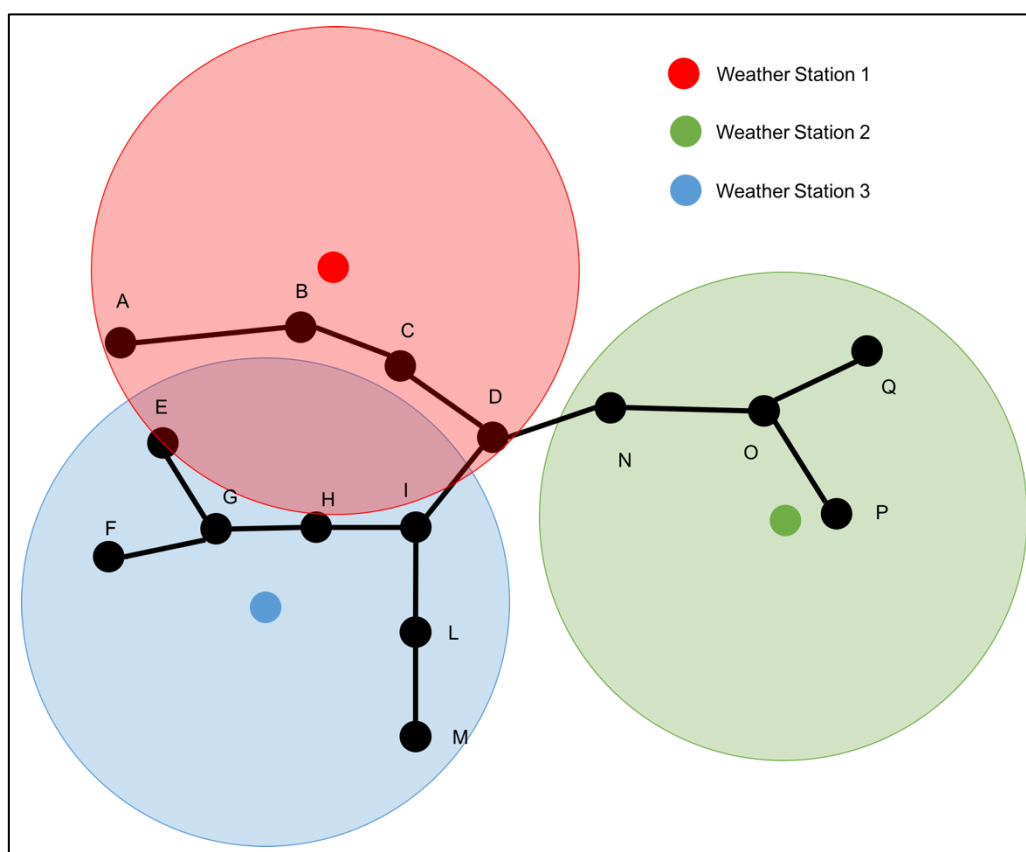 Weather Station 1
Weather Station 2
Weather Station 3
A
B
C
D
E
F
G
H
I
L
M
N
O
P
Q